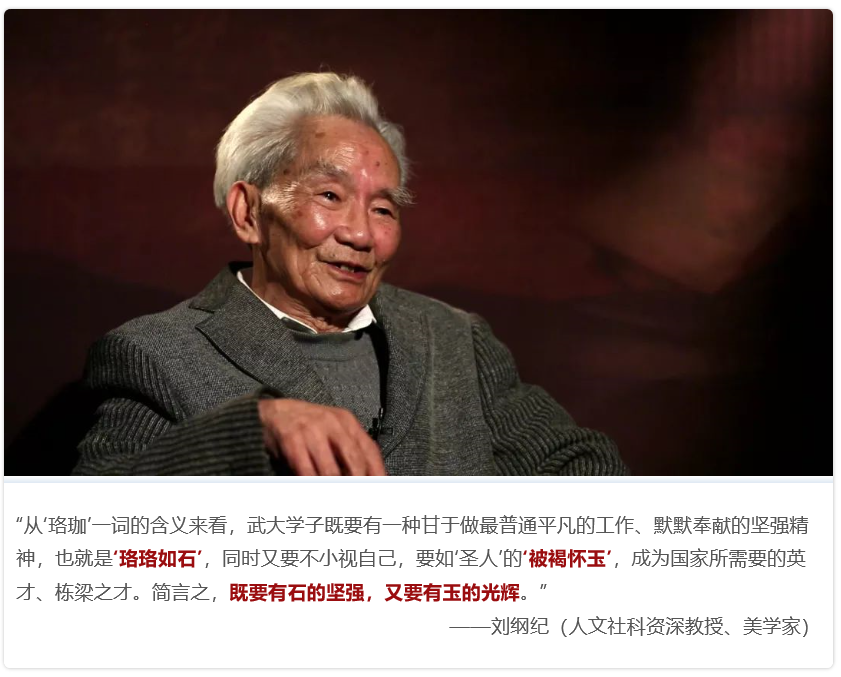 “从‘珞珈’一词的含义来看，武大学子既要有一种甘于做最普通平凡的工作、默默奉献的坚强精
神，也就是‘珞珞如石’，同时又要不小视自己，要如‘圣人’的‘被褐怀玉’，成为国家所需要的英
才、栋梁之才。简言之，既要有石的坚强，又要有玉的光辉。”
——刘纲纪（人文社科资深教授、美学家）